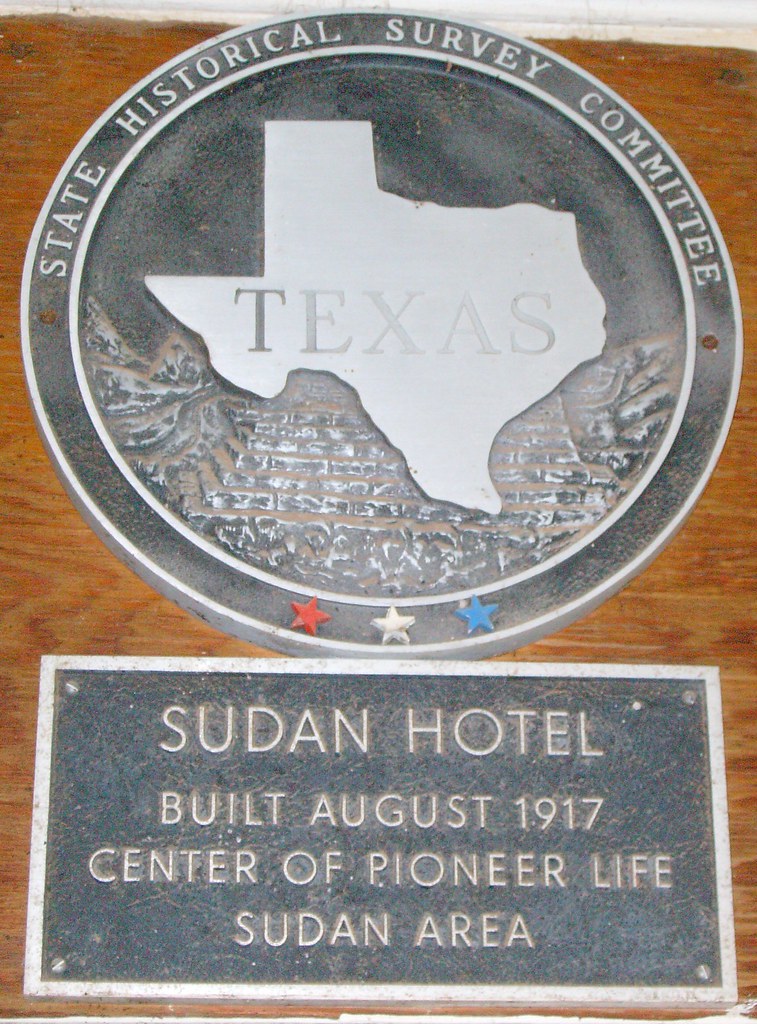 STATE HISTORICAL SURVEY COMMITTEE
TEXAS
SUDAN HOTEL
BUILT AUGUST 1917
CENTER OF PIONEER LIFE
SUDAN AREA